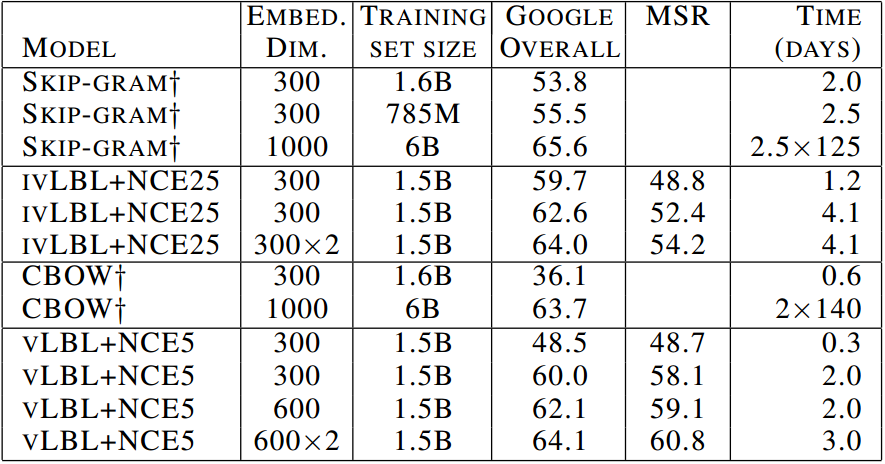 EMBED. TRAINING GOOGLE MSR TIME
MODEL DIM. SET SIZE OVERALL (DAYS)
SKIP-GRAM† 300 1.6B 53.8 2.0
SKIP-GRAM† 300 785M 55.5 2.5
SKIP-GRAM† 1000 6B 65.6 2.5×125
IVLBL+NCE25 300 1.5B 59.7 48.8 1.2
IVLBL+NCE25 300 1.5B 62.6 52.4 4.1
IVLBL+NCE25 300×2 1.5B 64.0 54.2 4.1
CBOW† 300 1.6B 36.1 0.6
CBOW† 1000 6B 63.7 2×140
VLBL+NCE5 300 1.5B 48.5 48.7 0.3
VLBL+NCE5 300 1.5B 60.0 58.1 2.0
VLBL+NCE5 600 1.5B 62.1 59.1 2.0
VLBL+NCE5 600×2 1.5B 64.1 60.8 3.0